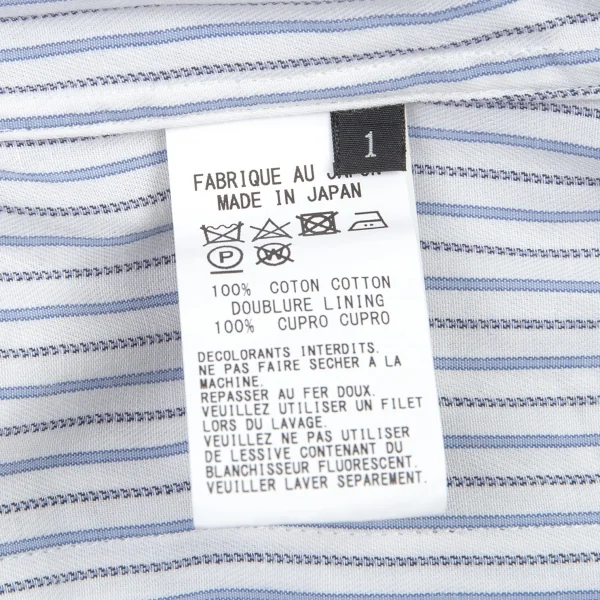 1
FABRIQUE AU JAPON
MADE IN JAPAN
P W
100% COTON COTTON
DOUBLURE LINING
100% CUPRO CUPRO
DECOLORANTS INTERDITS.
NE PAS FAIRE SECHER A LA
MACHINE.
REPASSER AU FER DOUX.
VEUILLEZ UTILISER UN FILET
LORS DU LAVAGE.
VEUILLEZ NE PAS UTILISER
DE LESSIVE CONTENANT DU
BLANCHISSEUR FLUORESCENT.
VEUILLER LAVER SEPAREMENT.